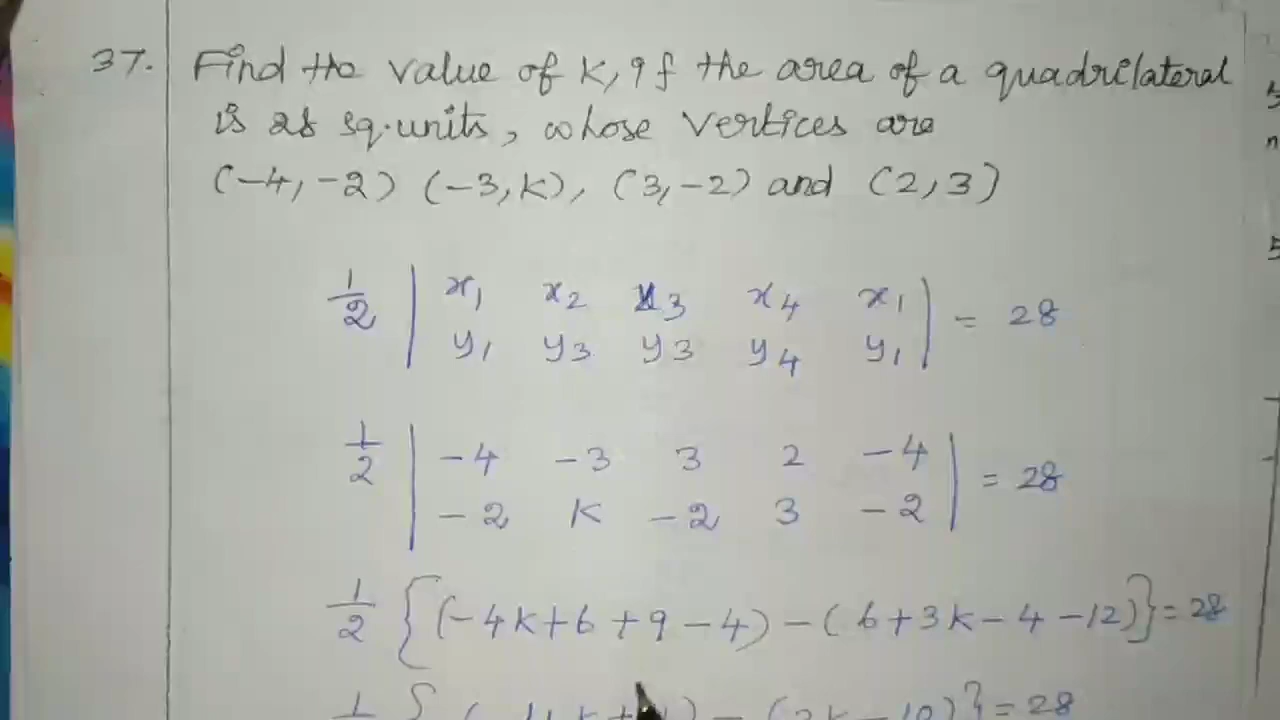 37. Find the value of K, if the area of a quadrilateral
is 28 sq.units, whose vertices are
(-4, -2) (-3, K), (3, -2) and (2, 3)
1/2 | x1 x2 x3 x4 x1 | = 28
y1 y3 y3 y4 y1
1/2 | -4 -3 3 2 -4 | = 28
-2 K -2 3 -2
1/2 {(-4K+6+9-4) - (6+3K-4-12)} = 28